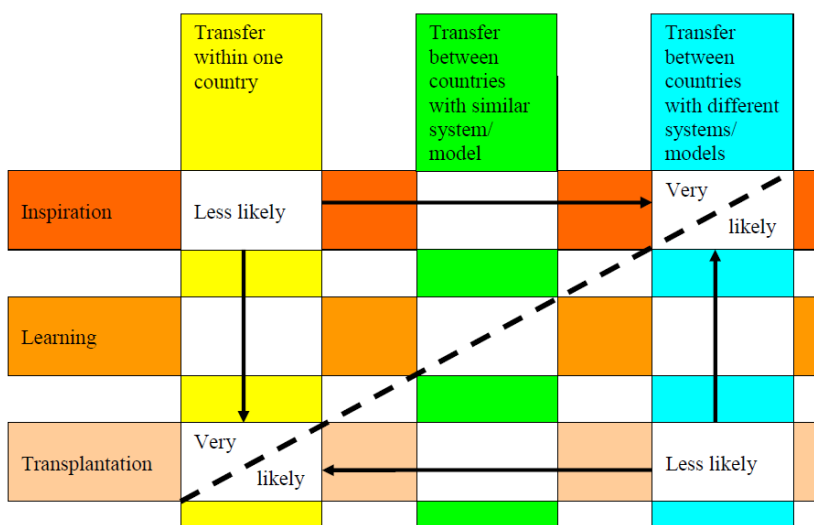 Transfer
within one
country
Transfer
between
countries
with similar
system/
model
Transfer
between
countries
with different
systems/
models
Inspiration
Less likely
Very
likely
Learning
Transplantation
Very
likely
Less likely